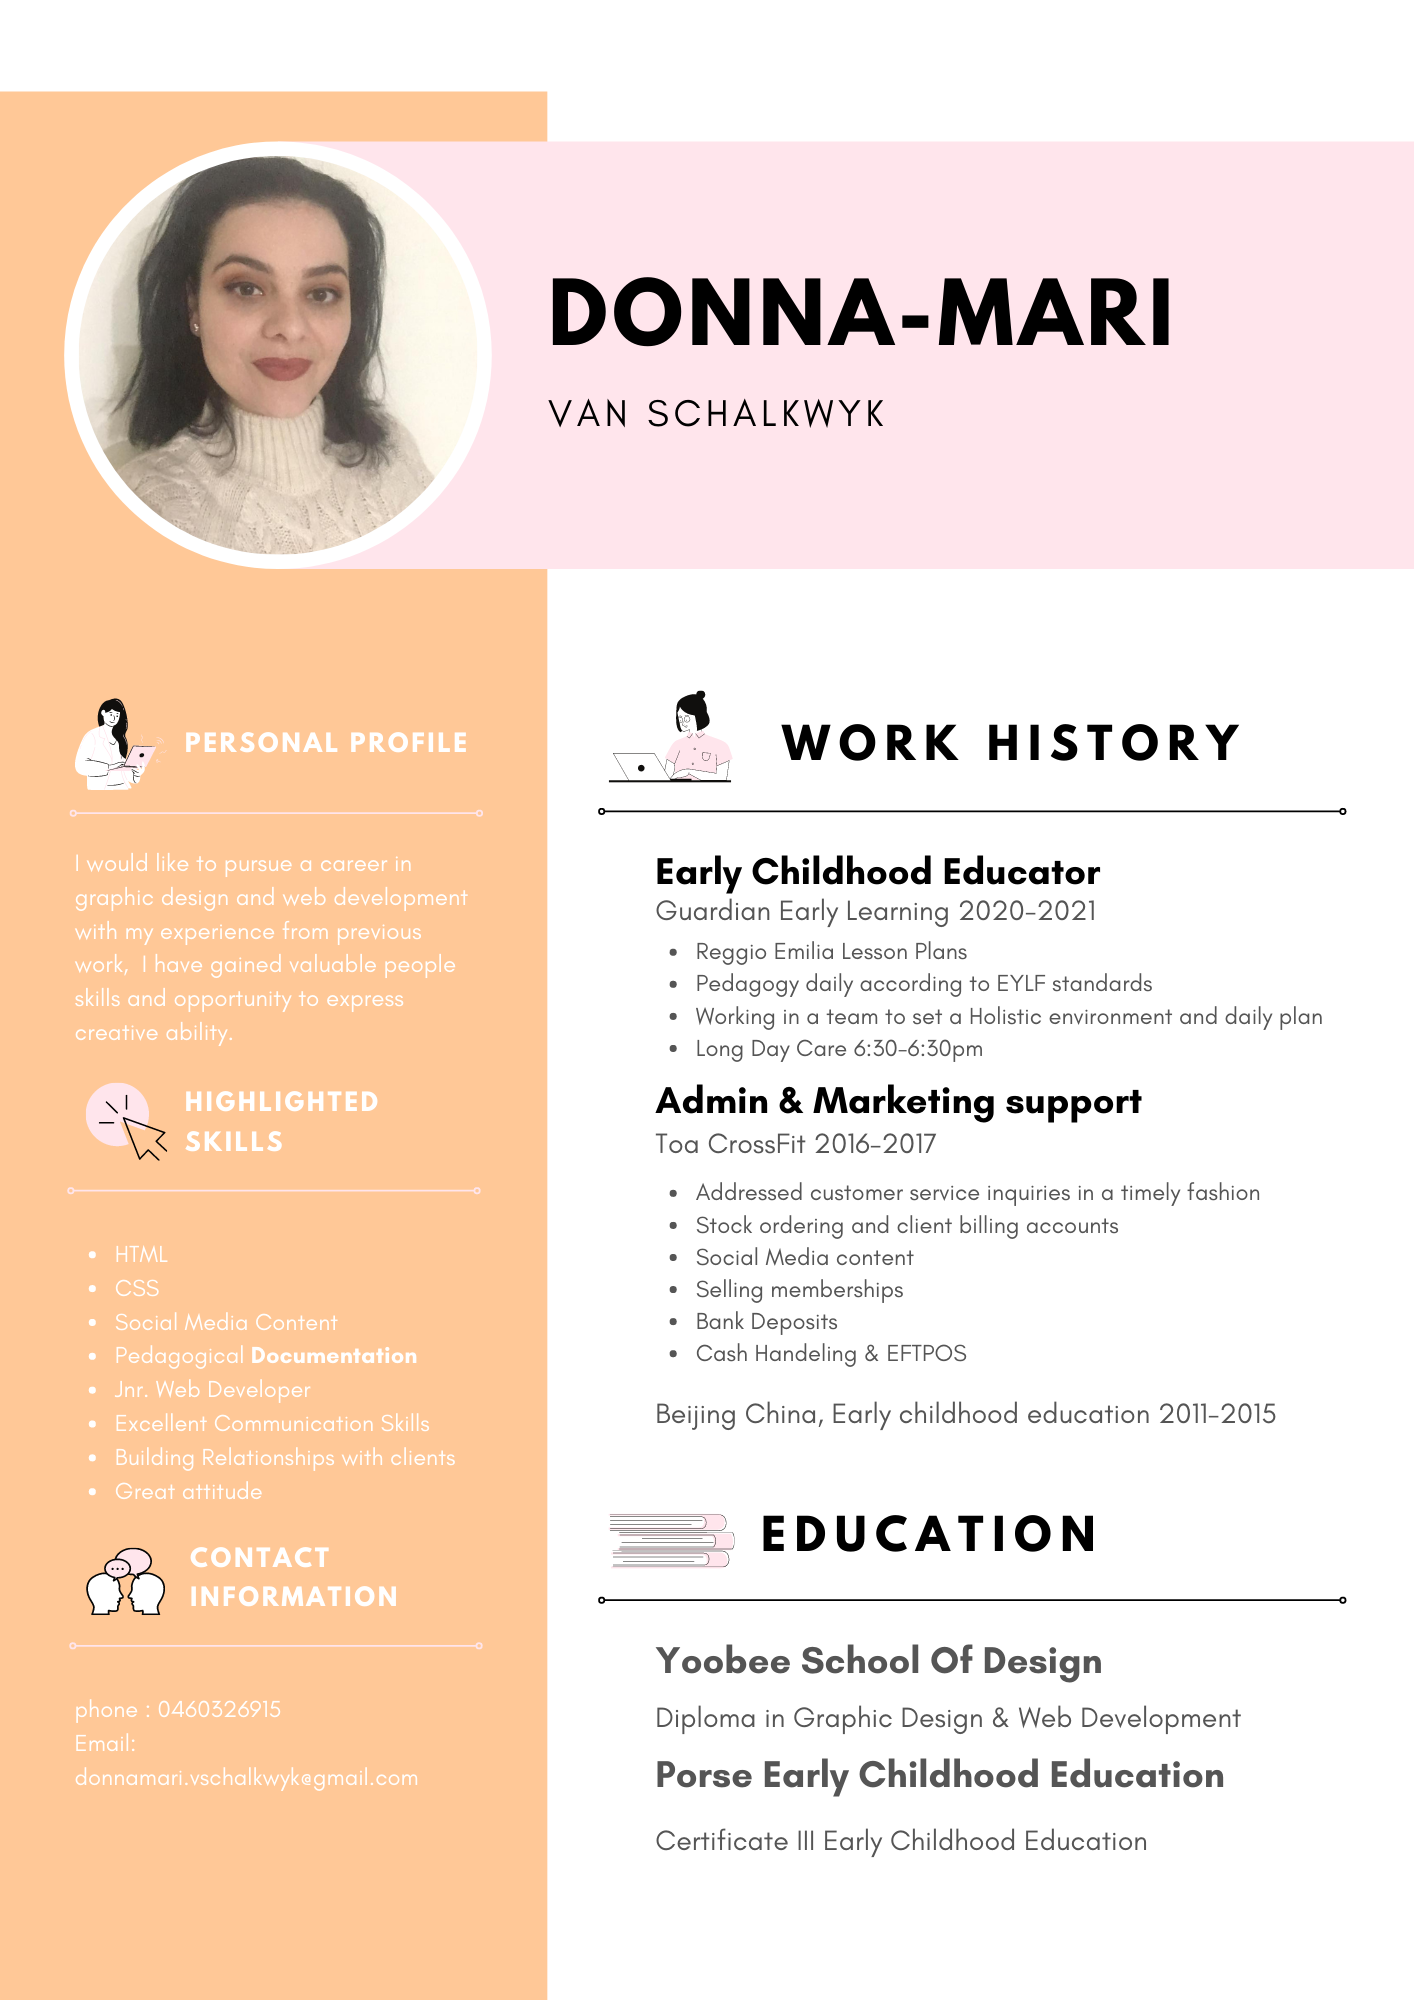 DONNA-MARI
VAN SCHALKWYK
PERSONAL PROFILE
I would like to pursue a career in
graphic design and web development
with my experience from previous
work,  I have gained valuable people
skills and opportunity to express
creative ability.
HIGHLIGHTED
SKILLS
• HTML
• CSS
• Social Media Content
• Pedagogical Documentation
• Jnr. Web Developer
• Excellent Communication Skills
• Building Relationships with clients
• Great attitude
CONTACT
INFORMATION
phone : 0460326915
Email:
donnamari.vschalkwyk@gmail.com
WORK HISTORY
Early Childhood Educator
Guardian Early Learning 2020-2021
• Reggio Emilia Lesson Plans
• Pedagogy daily according to EYLF standards
• Working in a team to set a Holistic environment and daily plan
• Long Day Care 6:30-6:30pm
Admin & Marketing support
Toa CrossFit 2016-2017
• Addressed customer service inquiries in a timely fashion
• Stock ordering and client billing accounts
• Social Media content
• Selling memberships
• Bank Deposits
• Cash Handeling & EFTPOS
Beijing China, Early childhood education 2011-2015
EDUCATION
Yoobee School Of Design
Diploma in Graphic Design & Web Development
Porse Early Childhood Education
Certificate III Early Childhood Education